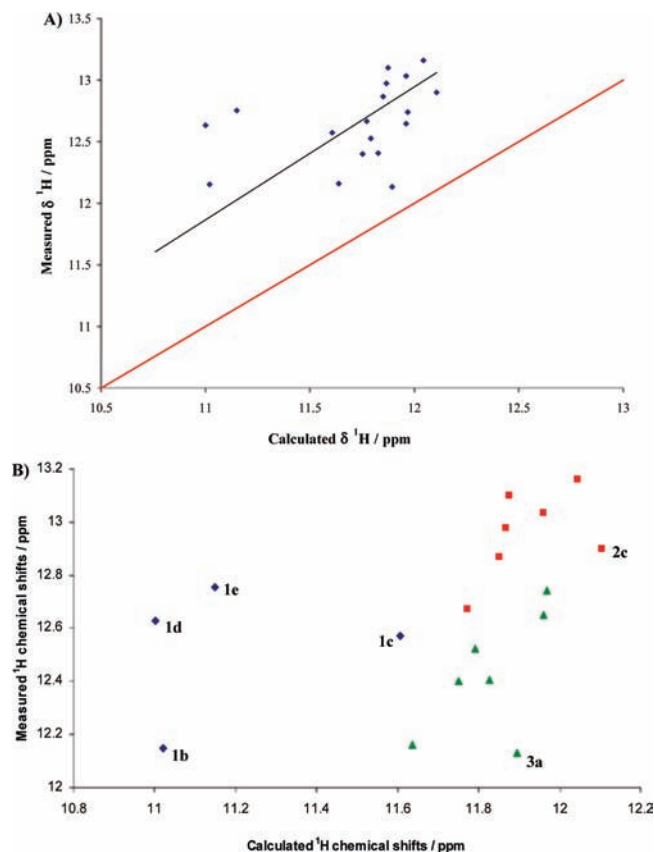 A)
13.5
13
12.5
12
11.5
11
10.5
Measured δ ¹H / ppm
10.5 11 11.5 12 12.5 13
Calculated δ ¹H / ppm
B)
13.2
13
12.8
12.6
12.4
12.2
12
Measured ¹H chemical shifts / ppm
2c
1e
1d
1c
1b
3a
10.8 11 11.2 11.4 11.6 11.8 12 12.2
Calculated ¹H chemical shifts / ppm